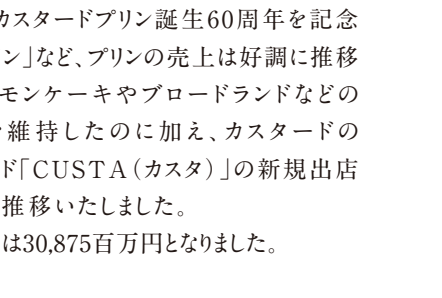 カスタードプリン誕生60周年を記念
ン」など、プリンの売上は好調に推移
モンケーキやブロードランドなどの
維持したのに加え、カスタードの
ド「CUSTA（カスタ）」の新規出店
推移いたしました。
は30,875百万円となりました。